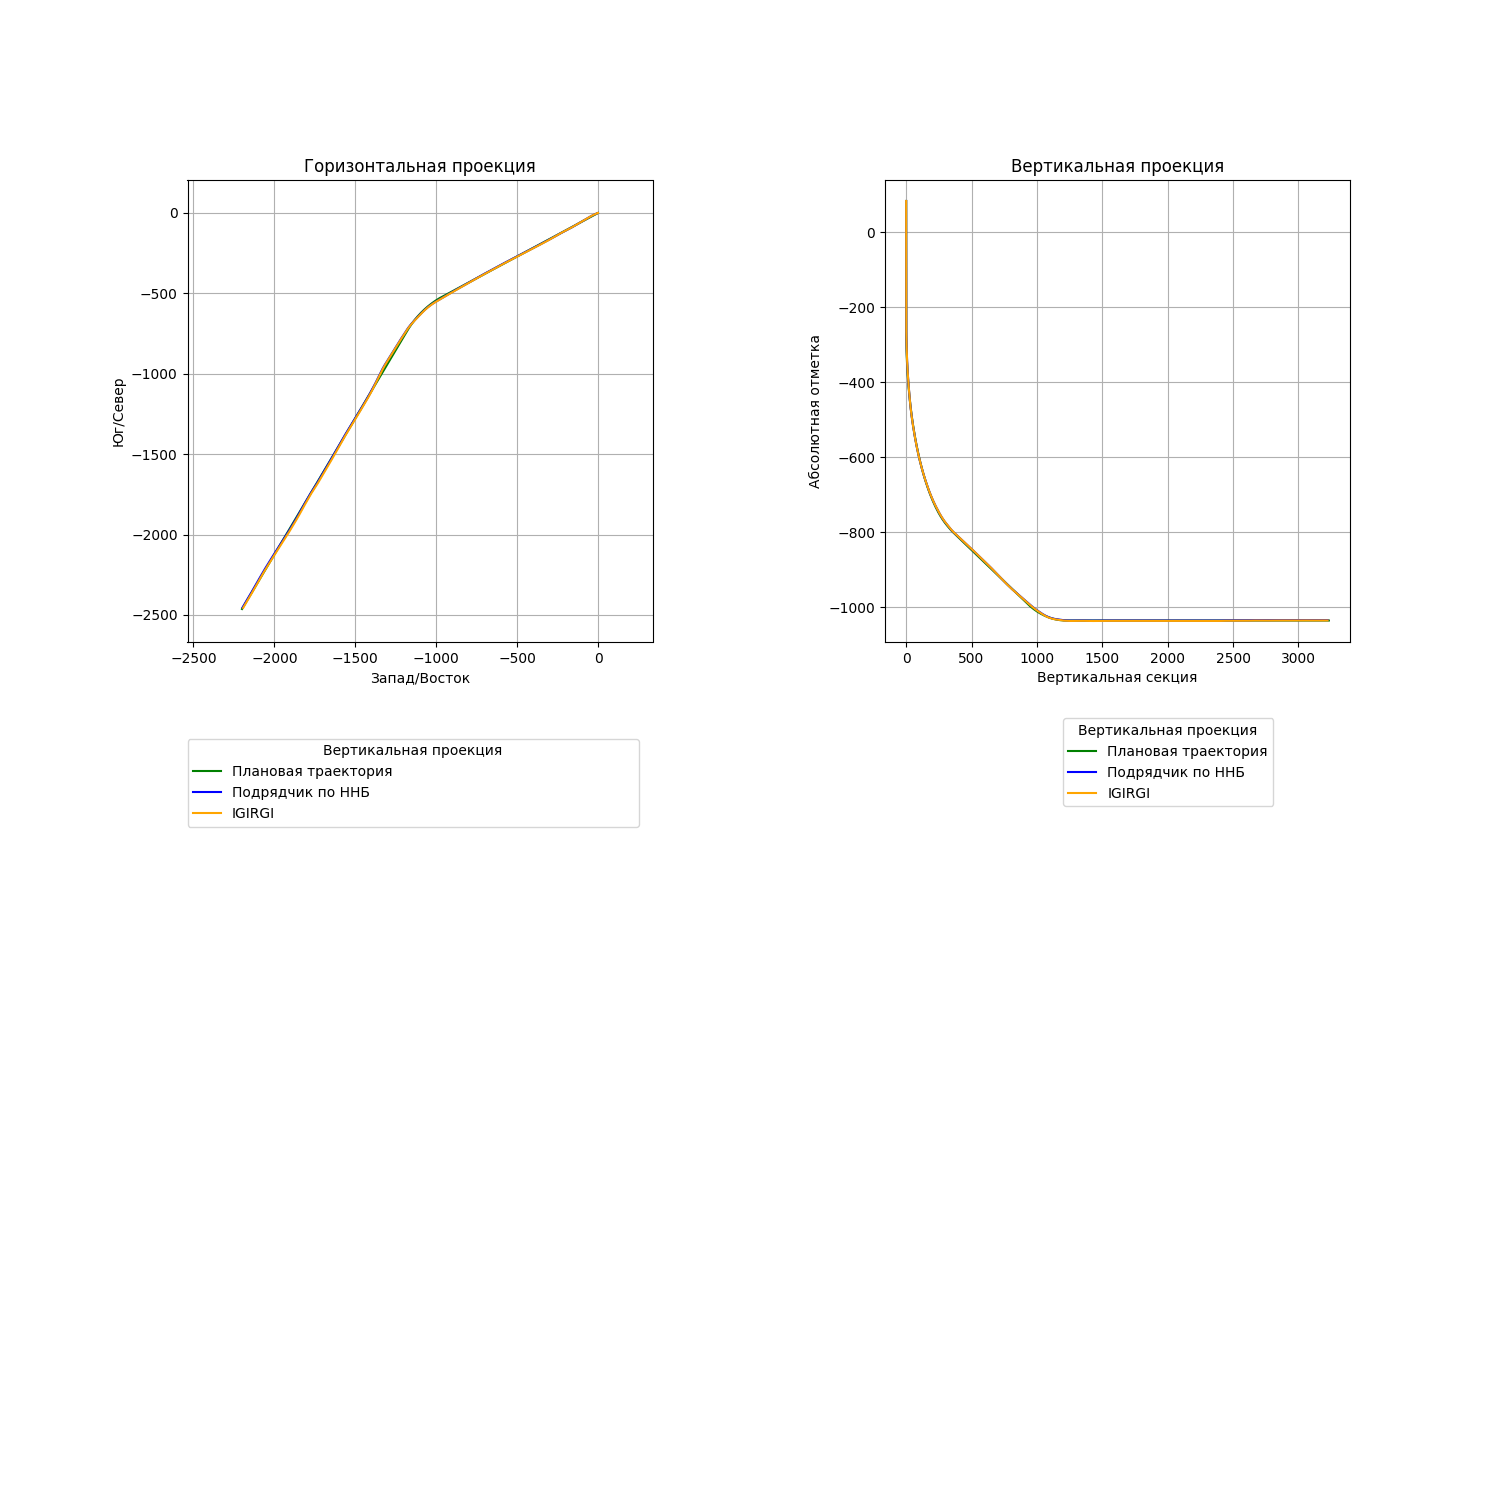 Горизонтальная проекция
0
−500
−1000
−1500
−2000
−2500
Юг/Север
−2500
−2000
−1500
−1000
−500
0
Запад/Восток
Вертикальная проекция
Плановая траектория
Подрядчик по ННБ
IGIRGI
Вертикальная проекция
0
−200
−400
−600
−800
−1000
Абсолютная отметка
0
500
1000
1500
2000
2500
3000
Вертикальная секция
Вертикальная проекция
Плановая траектория
Подрядчик по ННБ
IGIRGI